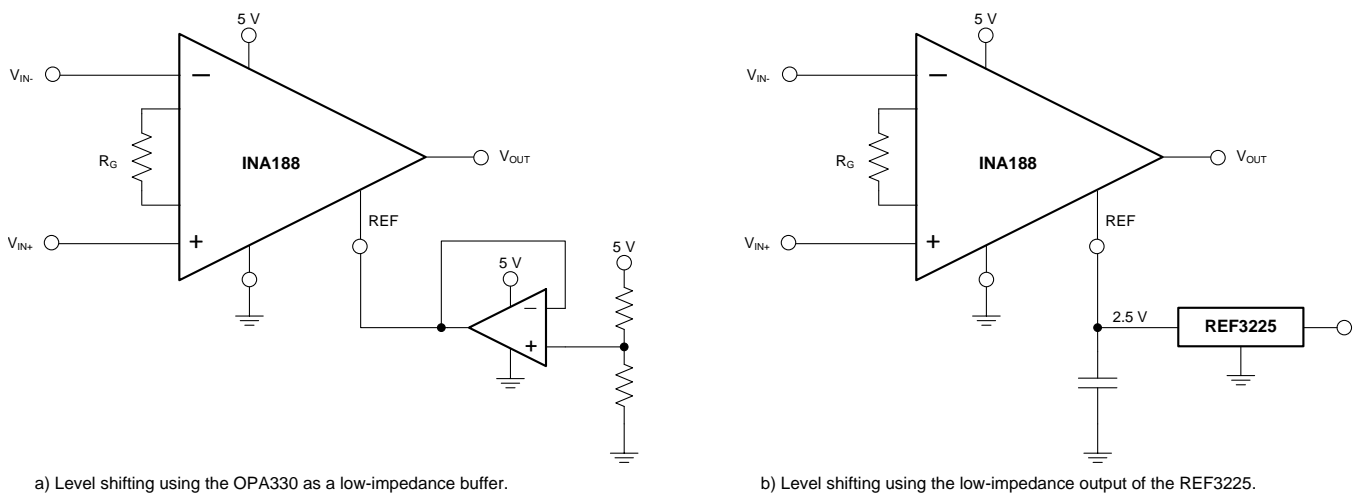 5 V
V_IN-
−
R_G
INA188
V_OUT
REF
V_IN+
+
5 V
−
+
5 V
a) Level shifting using the OPA330 as a low-impedance buffer.
5 V
V_IN-
−
R_G
INA188
V_OUT
REF
V_IN+
+
2.5 V
REF3225
b) Level shifting using the low-impedance output of the REF3225.